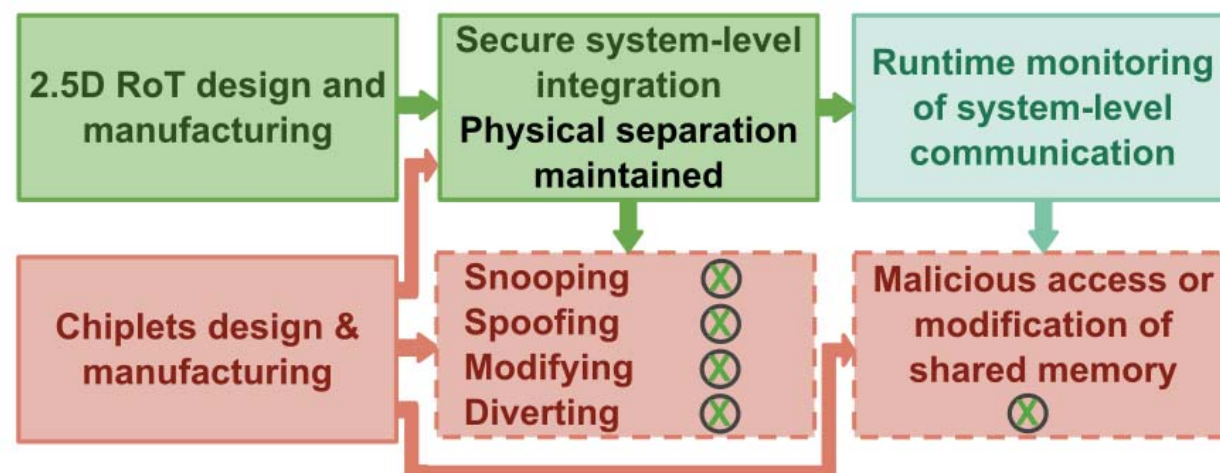 2.5D RoT design and
manufacturing
Secure system-level
integration
Physical separation
maintained
Runtime monitoring
of system-level
communication
Chiplets design &
manufacturing
Snooping X
Spoofing X
Modifying X
Diverting X
Malicious access or
modification of
shared memory
X